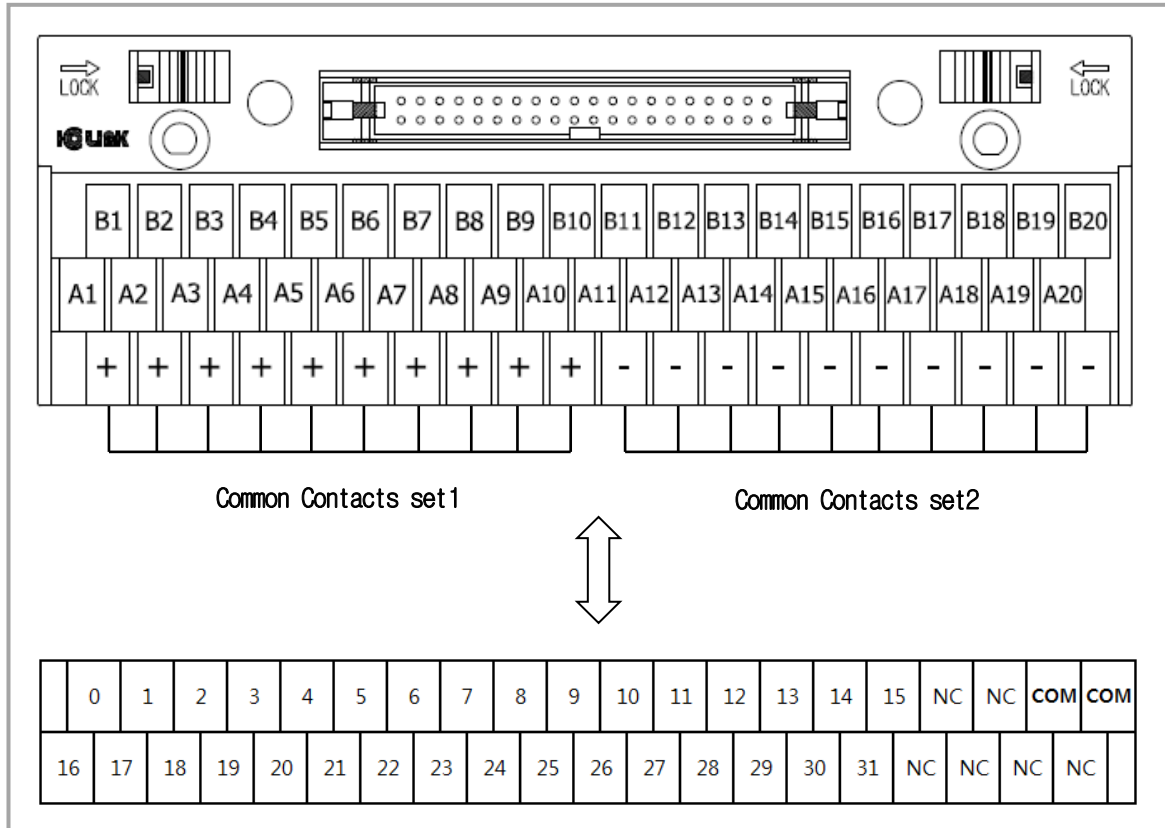 LOCK LOCK
IO LINK
B1 B2 B3 B4 B5 B6 B7 B8 B9 B10 B11 B12 B13 B14 B15 B16 B17 B18 B19 B20
A1 A2 A3 A4 A5 A6 A7 A8 A9 A10 A11 A12 A13 A14 A15 A16 A17 A18 A19 A20
+ + + + + + + + + + - - - - - - - - - -
Common Contacts set1 Common Contacts set2
0 1 2 3 4 5 6 7 8 9 10 11 12 13 14 15 NC NC COM COM
16 17 18 19 20 21 22 23 24 25 26 27 28 29 30 31 NC NC NC NC